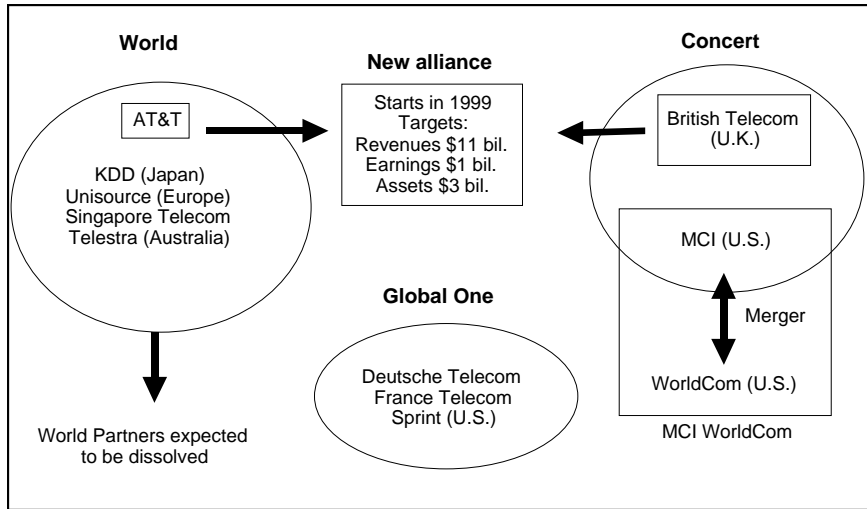 World
AT&T
KDD (Japan)
Unisource (Europe)
Singapore Telecom
Telestra (Australia)
World Partners expected
to be dissolved
New alliance
Starts in 1999
Targets:
Revenues $11 bil.
Earnings $1 bil.
Assets $3 bil.
Global One
Deutsche Telecom
France Telecom
Sprint (U.S.)
Concert
British Telecom
(U.K.)
MCI (U.S.)
Merger
WorldCom (U.S.)
MCI WorldCom